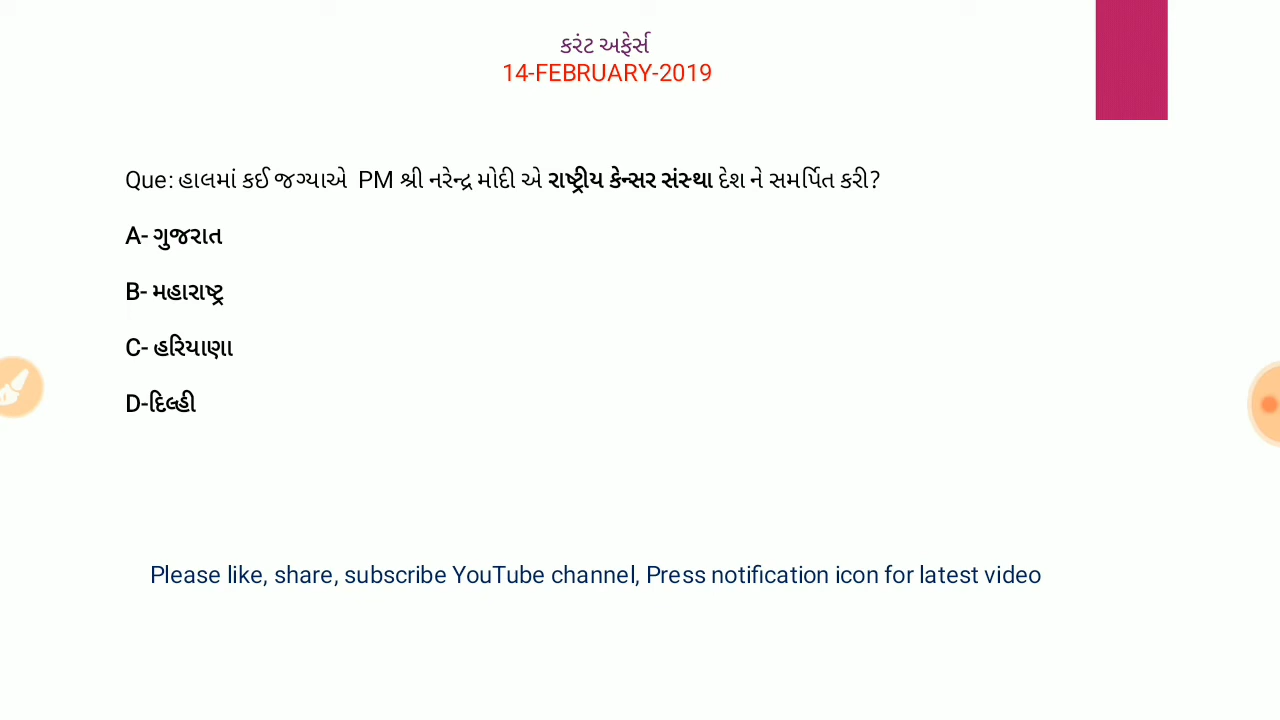 કરંટ અફેર્સ
14-FEBRUARY-2019
Que: હાલમાં કઈ જગ્યાએ PM શ્રી નરેન્દ્ર મોદી એ રાષ્ટ્રીય કેન્સર સંસ્થા દેશ ને સમર્પિત કરી?
A- ગુજરાત
B- મહારાષ્ટ્ર
C- હરિયાણા
D-દિલ્હી
Please like, share, subscribe YouTube channel, Press notification icon for latest video